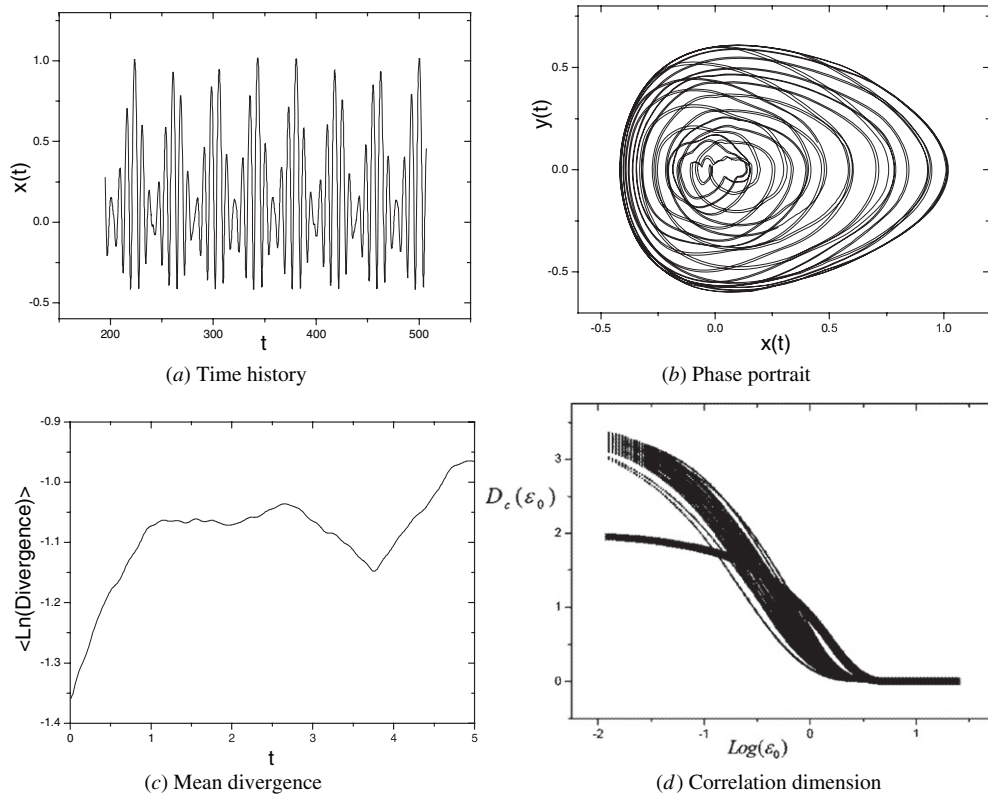 1.0
0.5
0.0
-0.5
x(t)
200
300
400
500
t
(a) Time history
0.5
0.0
-0.5
y(t)
-0.5
0.0
0.5
1.0
x(t)
(b) Phase portrait
-0.9
-1.0
-1.1
-1.2
-1.3
-1.4
<Ln(Divergence)>
0
1
2
3
4
5
t
(c) Mean divergence
3
2
1
0
D_c(ε_0)
-2
-1
0
1
Log(ε_0)
(d) Correlation dimension